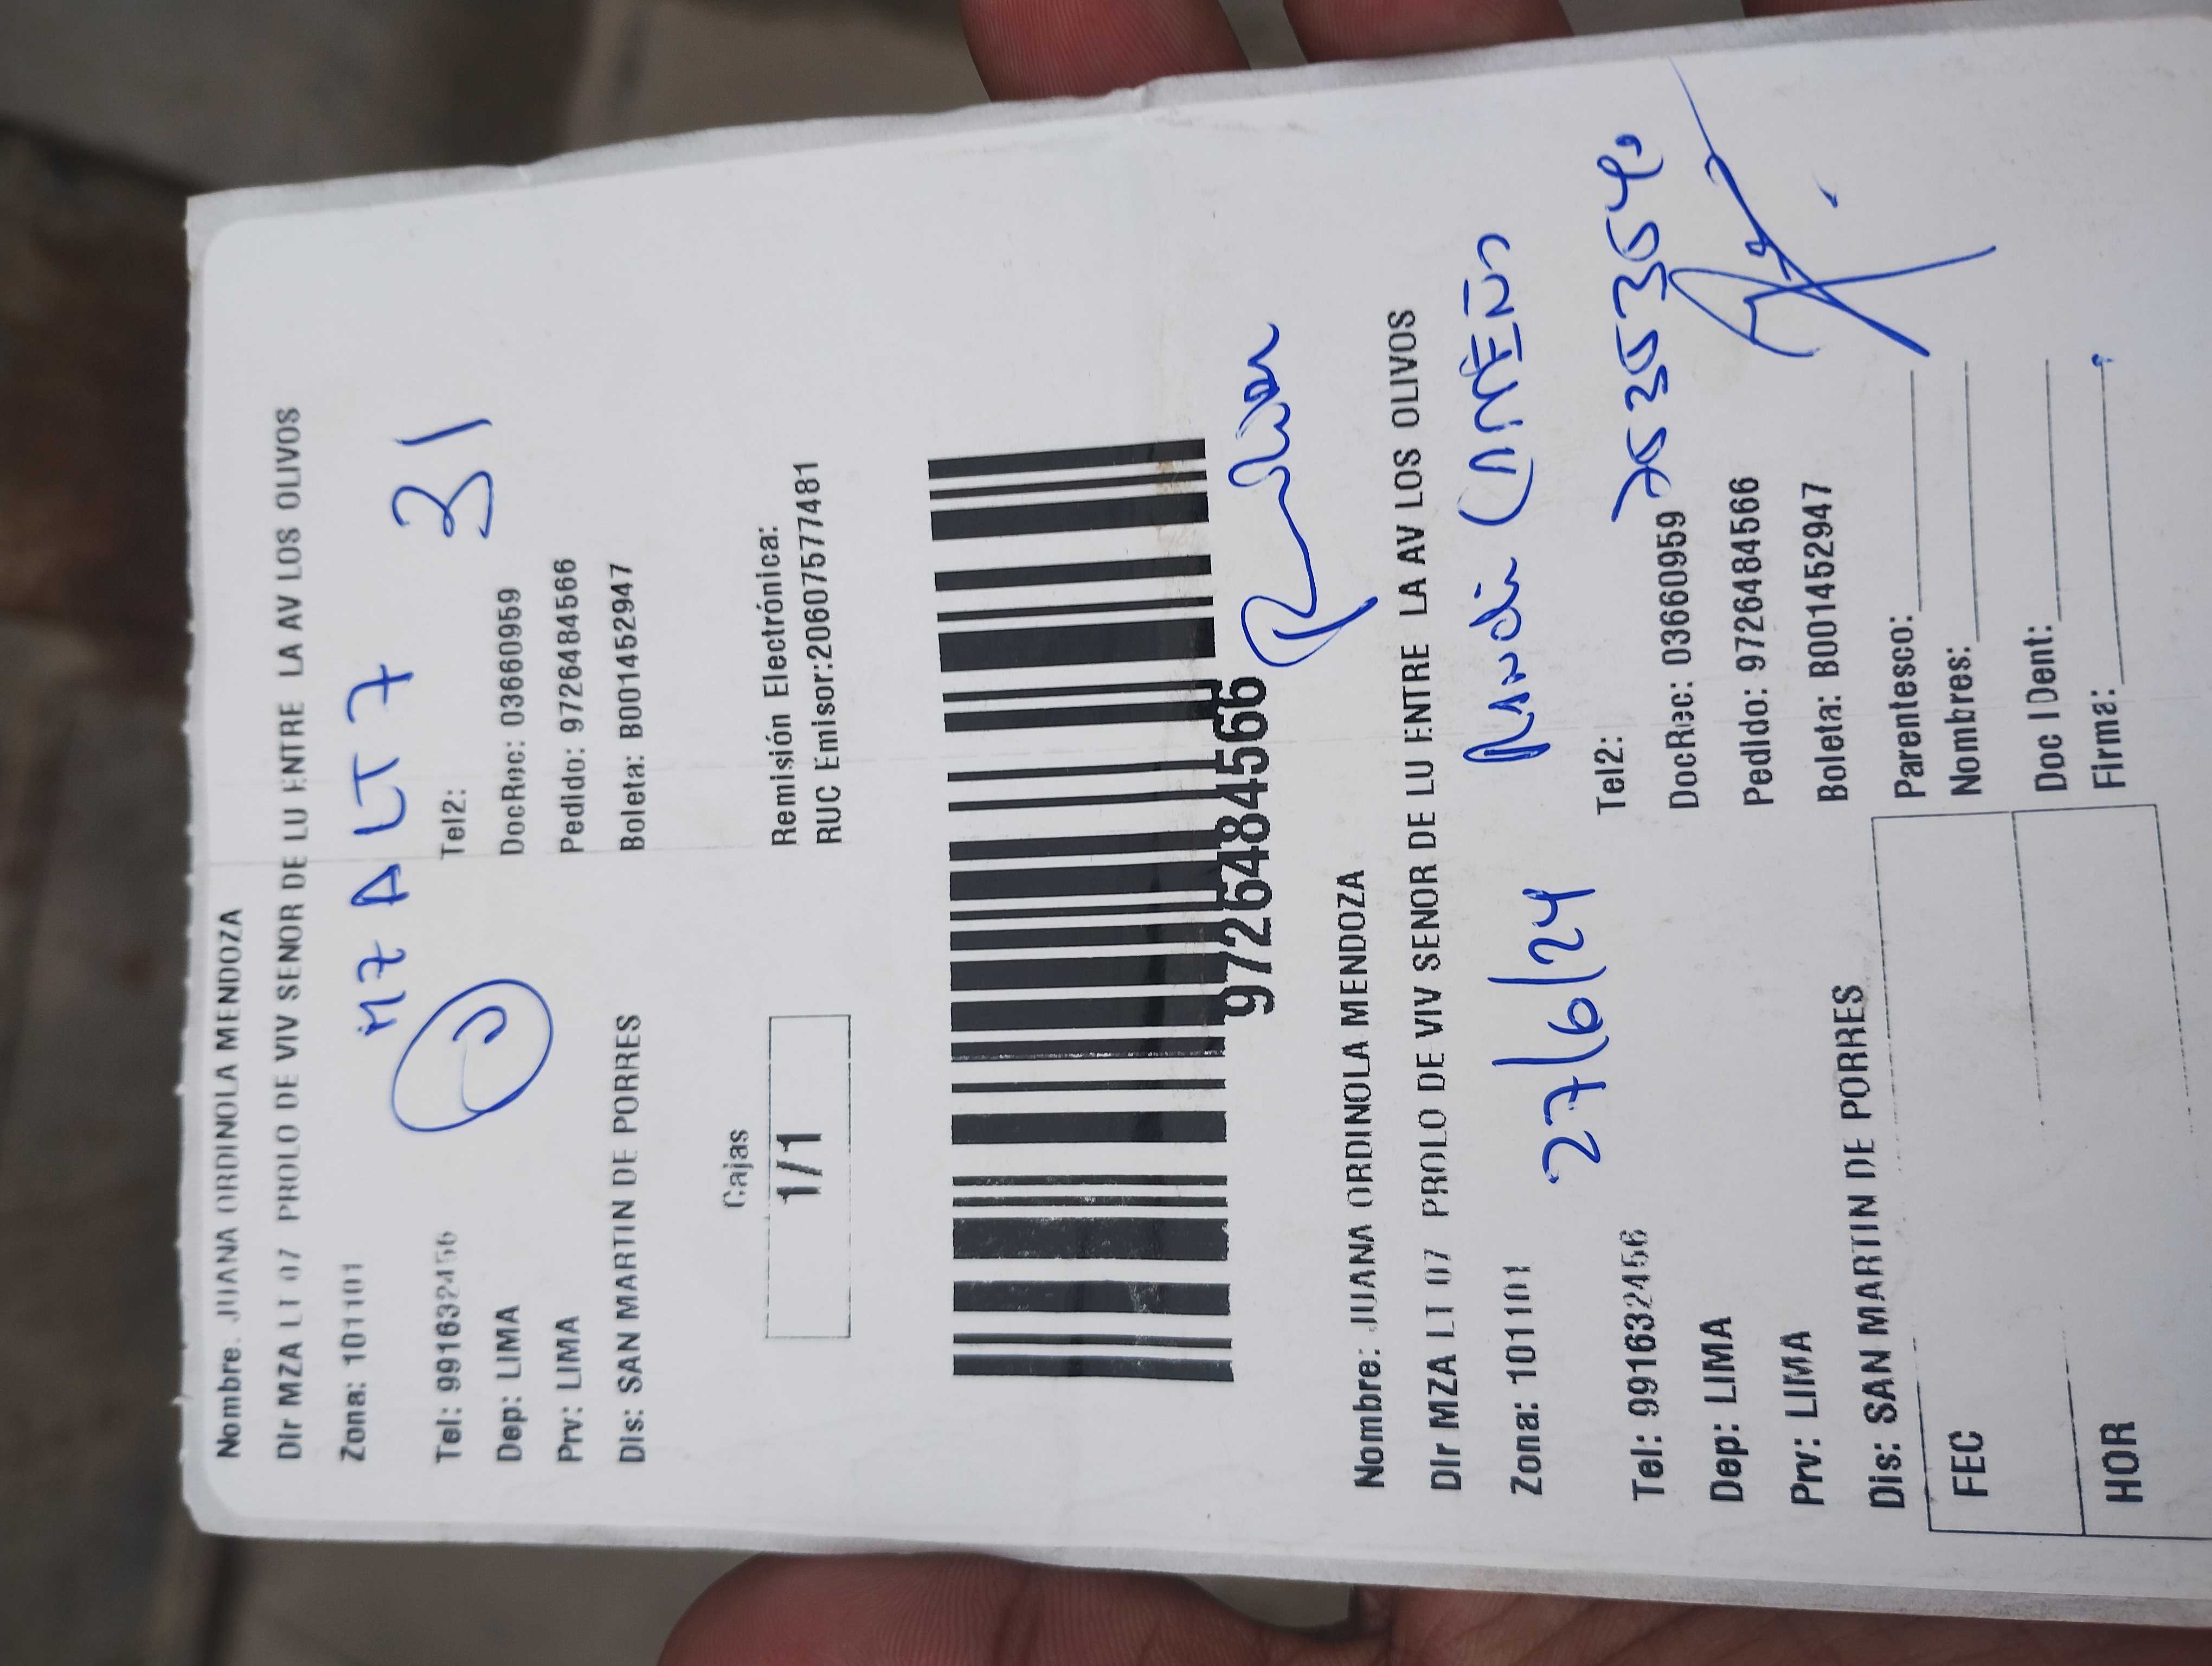 Nombre: JUANA ORDINOLA MENDOZA
Dir MZA LT 07 PROLO DE VIV SENOR DE LU ENTRE LA AV LOS OLIVOS
Zona: 101101
MZ A LT 7
31
Tel: 991632456
Tel2:
Dep: LIMA
DocRec: 03660959
Prv: LIMA
Pedido: 9726484566
Dis: SAN MARTIN DE PORRES
Boleta: B001452947
Cajas
1/1
Remisión Electrónica:
RUC Emisor:20607577481
9726484566
Nombre: JUANA ORDINOLA MENDOZA
Dir MZA LT 07 PROLO DE VIV SENOR DE LU ENTRE LA AV LOS OLIVOS
Zona: 101101
27/6/24
Tel: 991632456
Tel2:
Dep: LIMA
DocRec: 03660959
Prv: LIMA
Pedido: 9726484566
Dis: SAN MARTIN DE PORRES
Boleta: B001452947
FEC
Parentesco:
Nombres:
HOR
Doc IDent:
Firma: